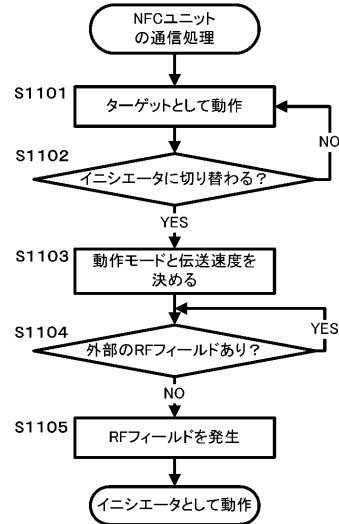 NFCユニット
の通信処理
S1101
ターゲットとして動作
NO
S1102
イニシエータに切り替わる？
YES
S1103
動作モードと伝送速度を
決める
YES
S1104
外部のRFフィールドあり？
NO
S1105
RFフィールドを発生
イニシエータとして動作